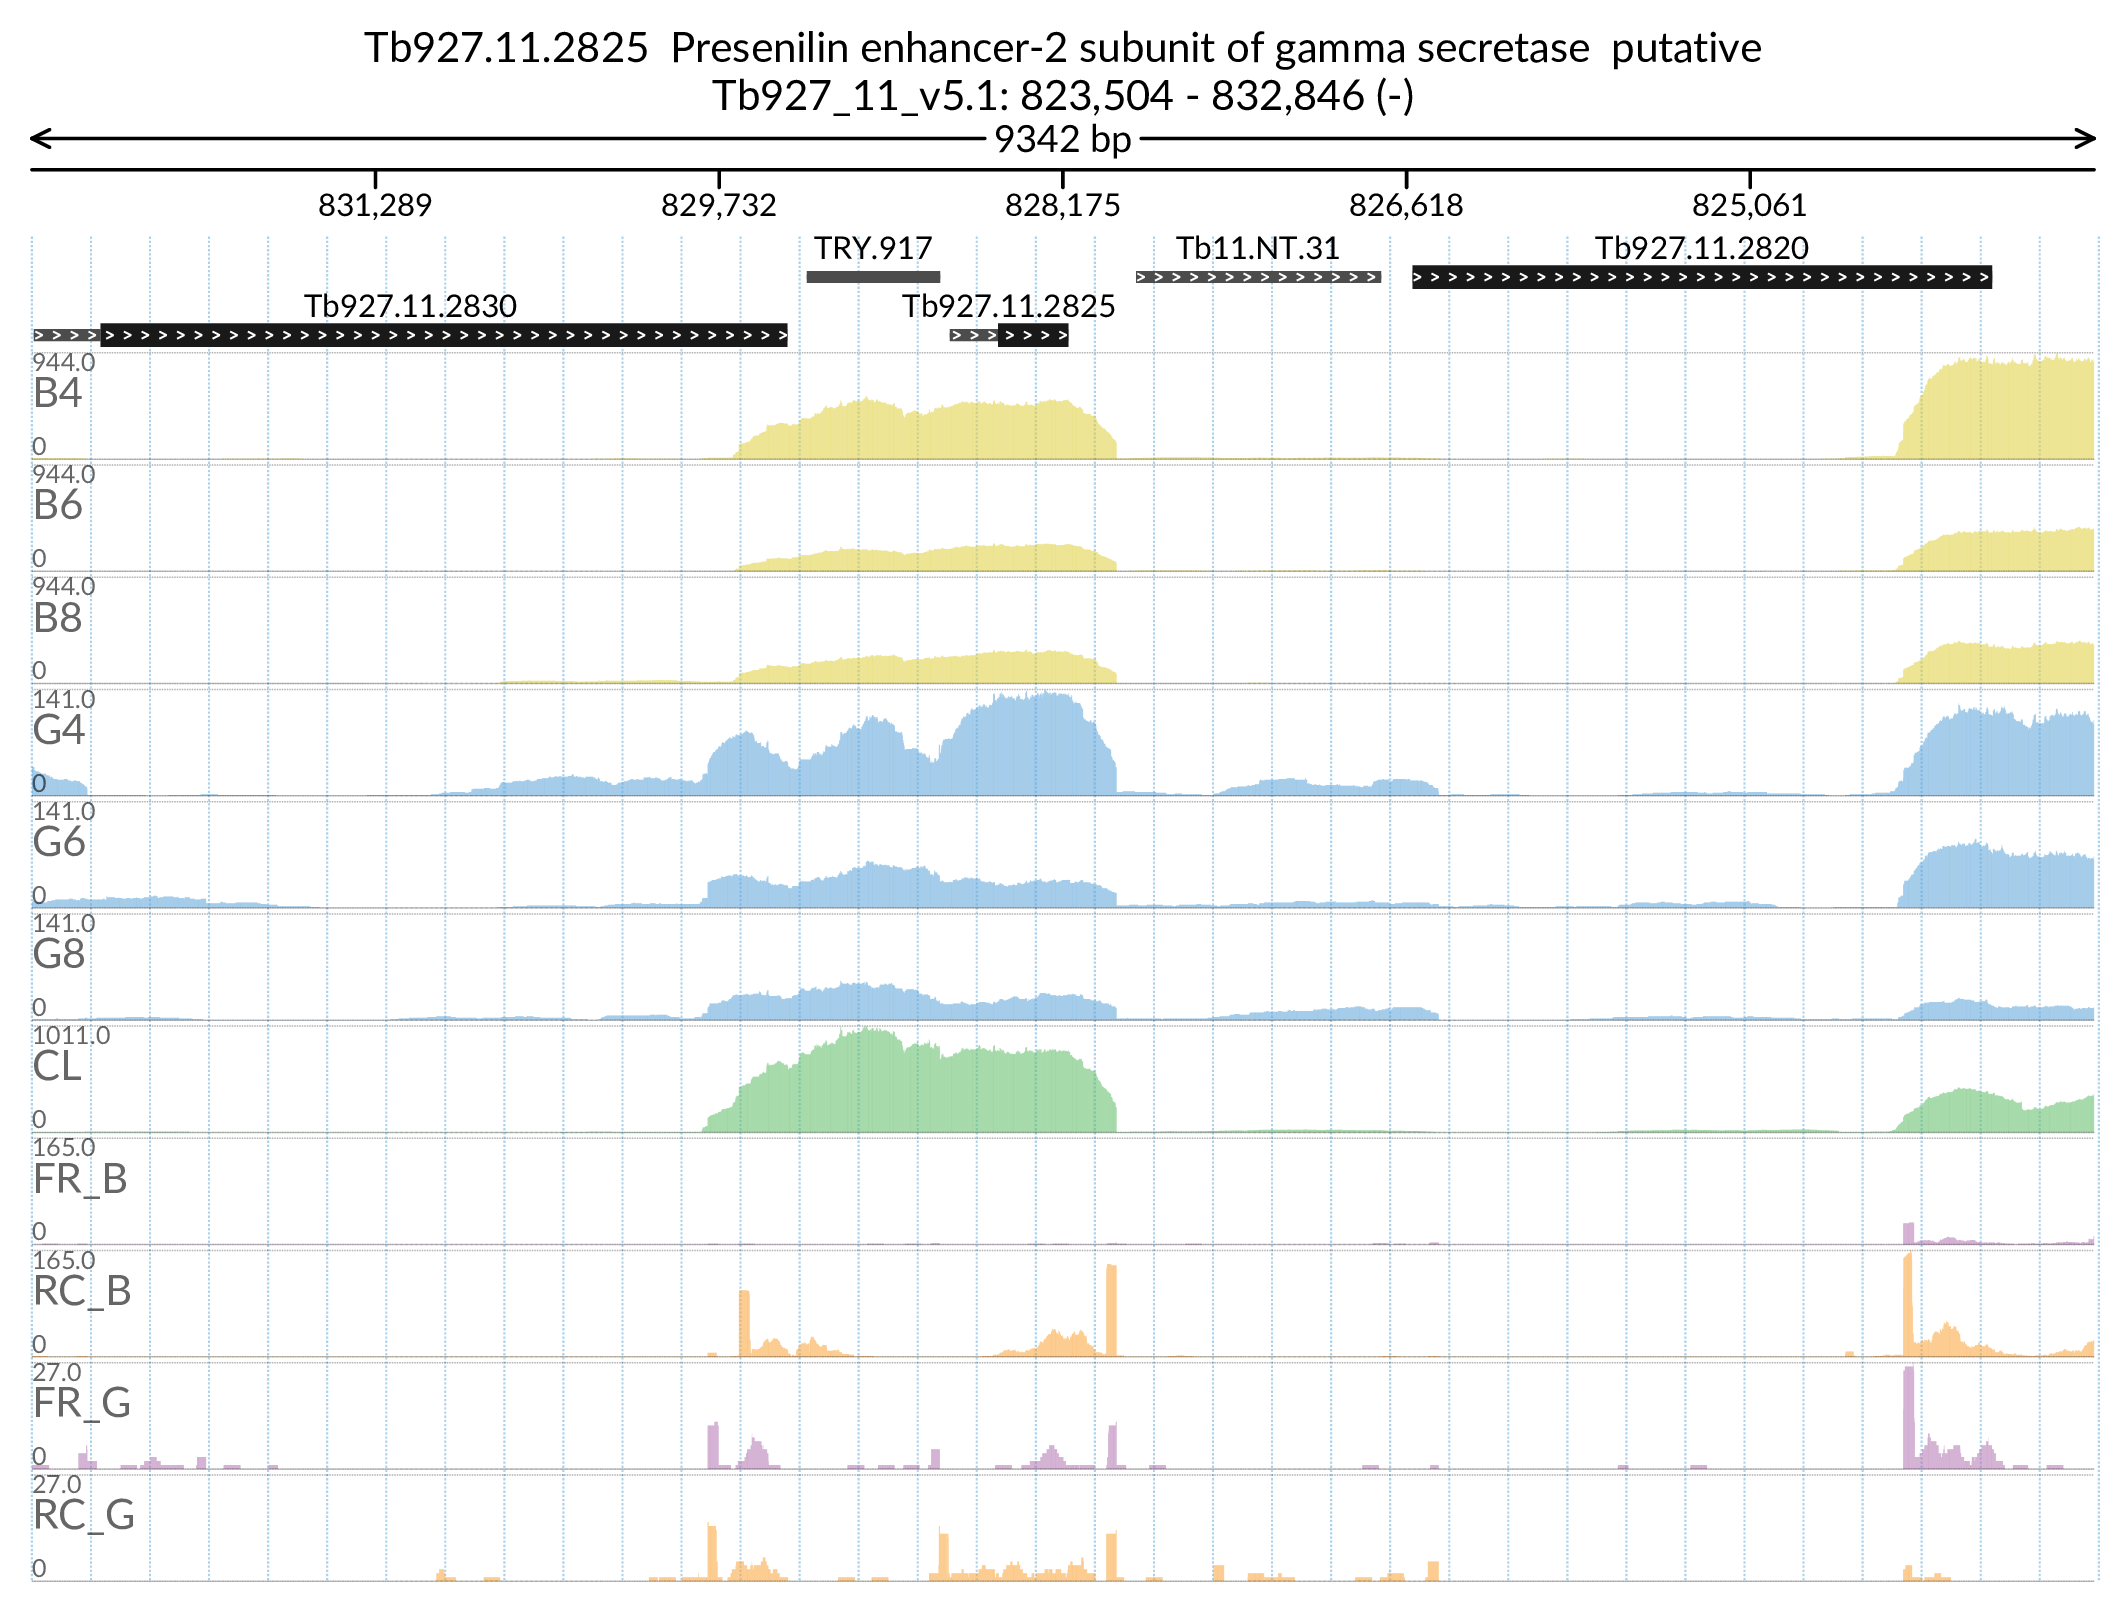 Tb927.11.2825  Presenilin enhancer-2 subunit of gamma secretase  putative
Tb927_11_v5.1: 823,504 - 832,846 (-)
9342 bp
831,289 829,732 828,175 826,618 825,061
TRY.917 Tb11.NT.31 Tb927.11.2820
Tb927.11.2830 Tb927.11.2825
944.0
B4
0
944.0
B6
0
944.0
B8
0
141.0
G4
0
141.0
G6
0
141.0
G8
0
1011.0
CL
0
165.0
FR_B
0
165.0
RC_B
0
27.0
FR_G
0
27.0
RC_G
0